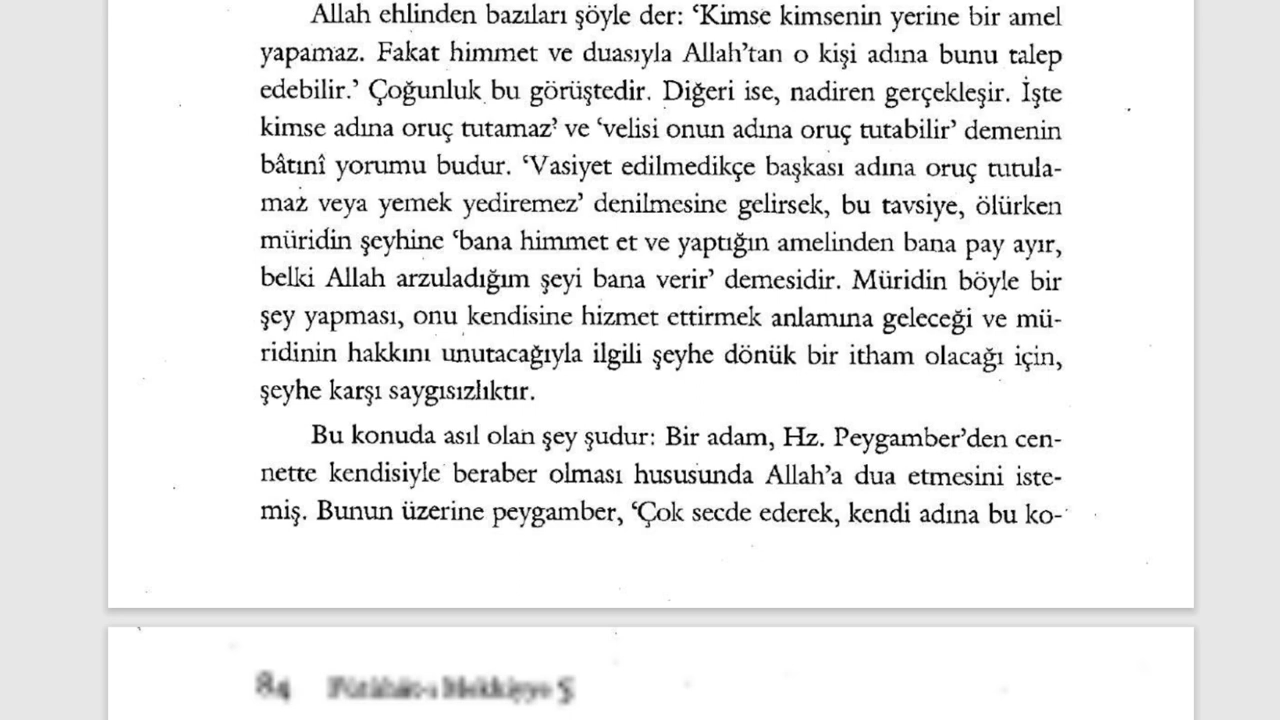 Allah ehlinden bazıları şöyle der: ‘Kimse kimsenin yerine bir amel
yapamaz. Fakat himmet ve duasıyla Allah’tan o kişi adına bunu talep
edebilir.’ Çoğunluk bu görüştedir. Diğeri ise, nadiren gerçekleşir. İşte
kimse adına oruç tutamaz’ ve ‘velisi onun adına oruç tutabilir’ demenin
bâtınî yorumu budur. ‘Vasiyet edilmedikçe başkası adına oruç tutula-
maz veya yemek yediremez’ denilmesine gelirsek, bu tavsiye, ölürken
müridin şeyhine ‘bana himmet et ve yaptığın amelinden bana pay ayır,
belki Allah arzuladığım şeyi bana verir’ demesidir. Müridin böyle bir
şey yapması, onu kendisine hizmet ettirmek anlamına geleceği ve mü-
ridinin hakkını unutacağıyla ilgili şeyhe dönük bir itham olacağı için,
şeyhe karşı saygısızlıktır.
Bu konuda asıl olan şey şudur: Bir adam, Hz. Peygamber’den cen-
nette kendisiyle beraber olması hususunda Allah’a dua etmesini iste-
miş. Bunun üzerine peygamber, ‘Çok secde ederek, kendi adına bu ko-
84